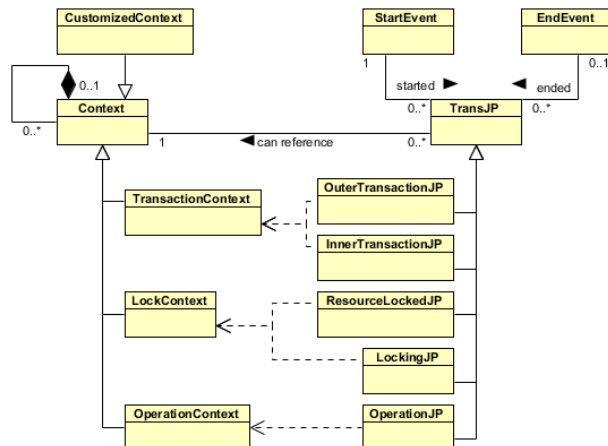 CustomizedContext
StartEvent
EndEvent
1
0..1
started
ended
0..1
0..*
0..*
0..*
Context
TransJP
1
can reference
0..*
TransactionContext
OuterTransactionJP
InnerTransactionJP
LockContext
ResourceLockedJP
LockingJP
OperationContext
OperationJP